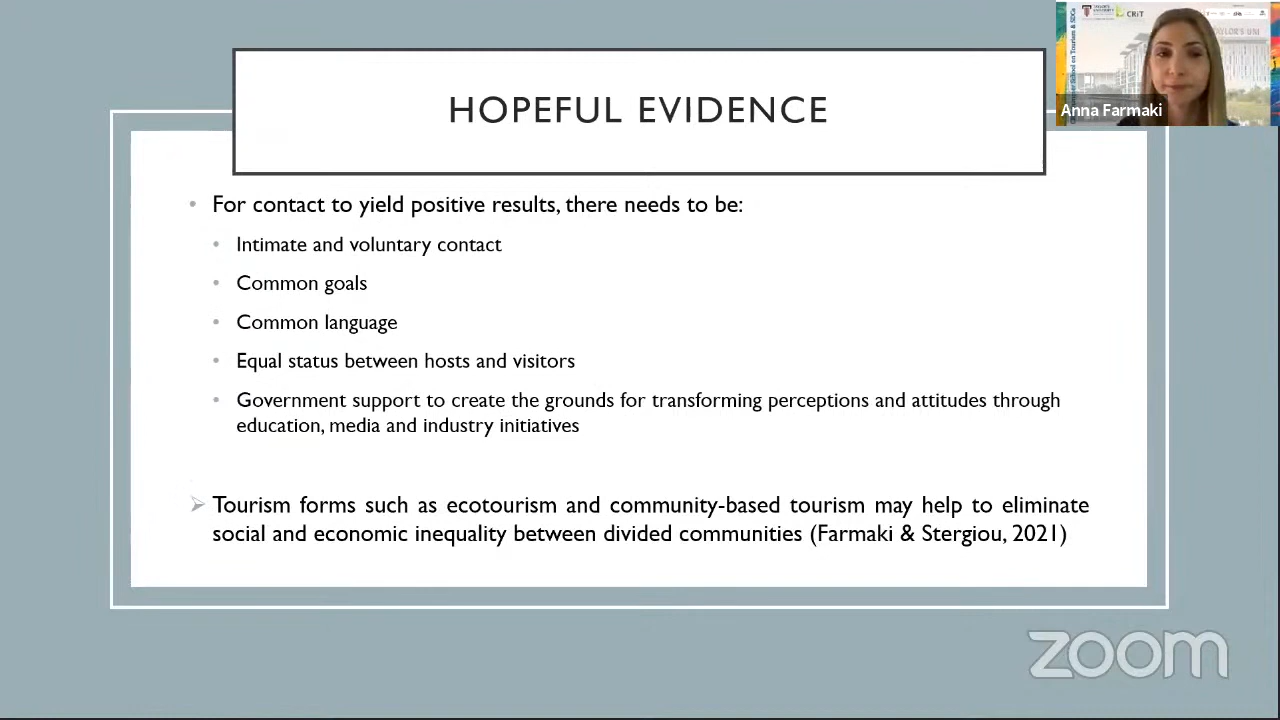 HOPEFUL EVIDENCE
CRiT
TAYLOR'S UNI
Anna Farmaki
• For contact to yield positive results, there needs to be:
• Intimate and voluntary contact
• Common goals
• Common language
• Equal status between hosts and visitors
• Government support to create the grounds for transforming perceptions and attitudes through
education, media and industry initiatives
➢ Tourism forms such as ecotourism and community-based tourism may help to eliminate
social and economic inequality between divided communities (Farmaki & Stergiou, 2021)
zoom